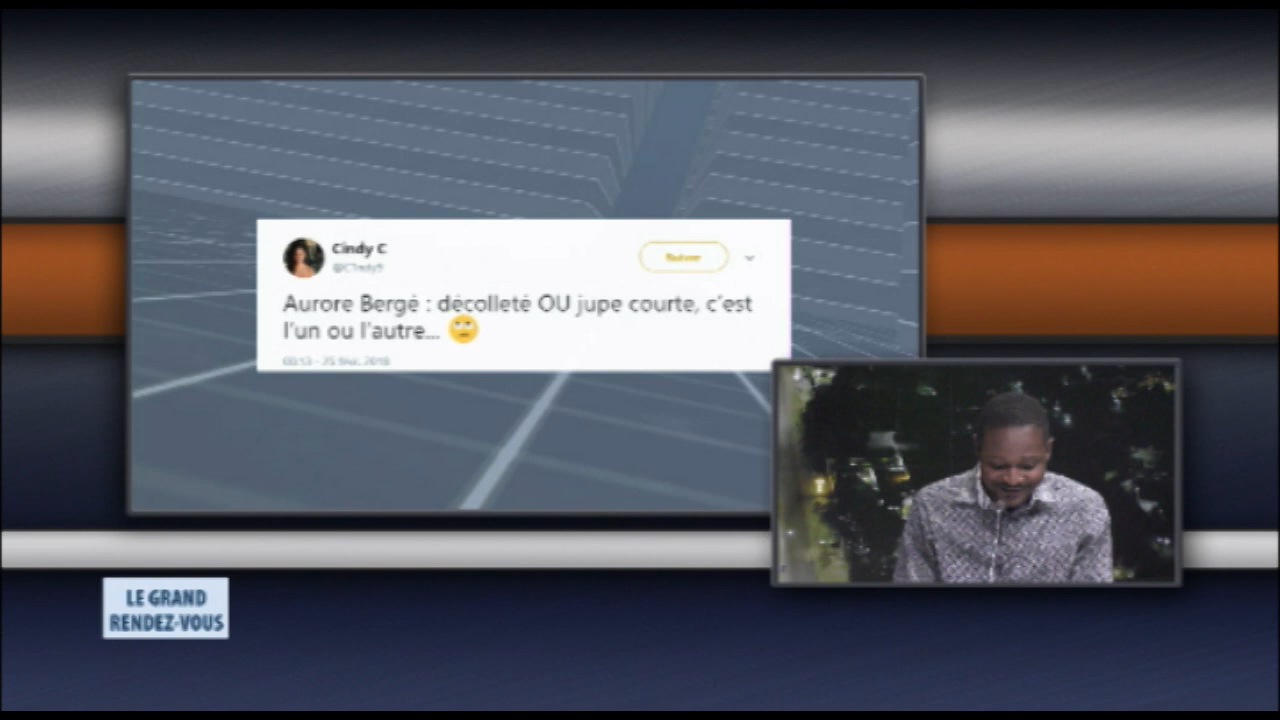 Cindy C
Suivre
Aurore Bergé : décolleté OU jupe courte, c'est
l'un ou l'autre...
LE GRAND
RENDEZ-VOUS